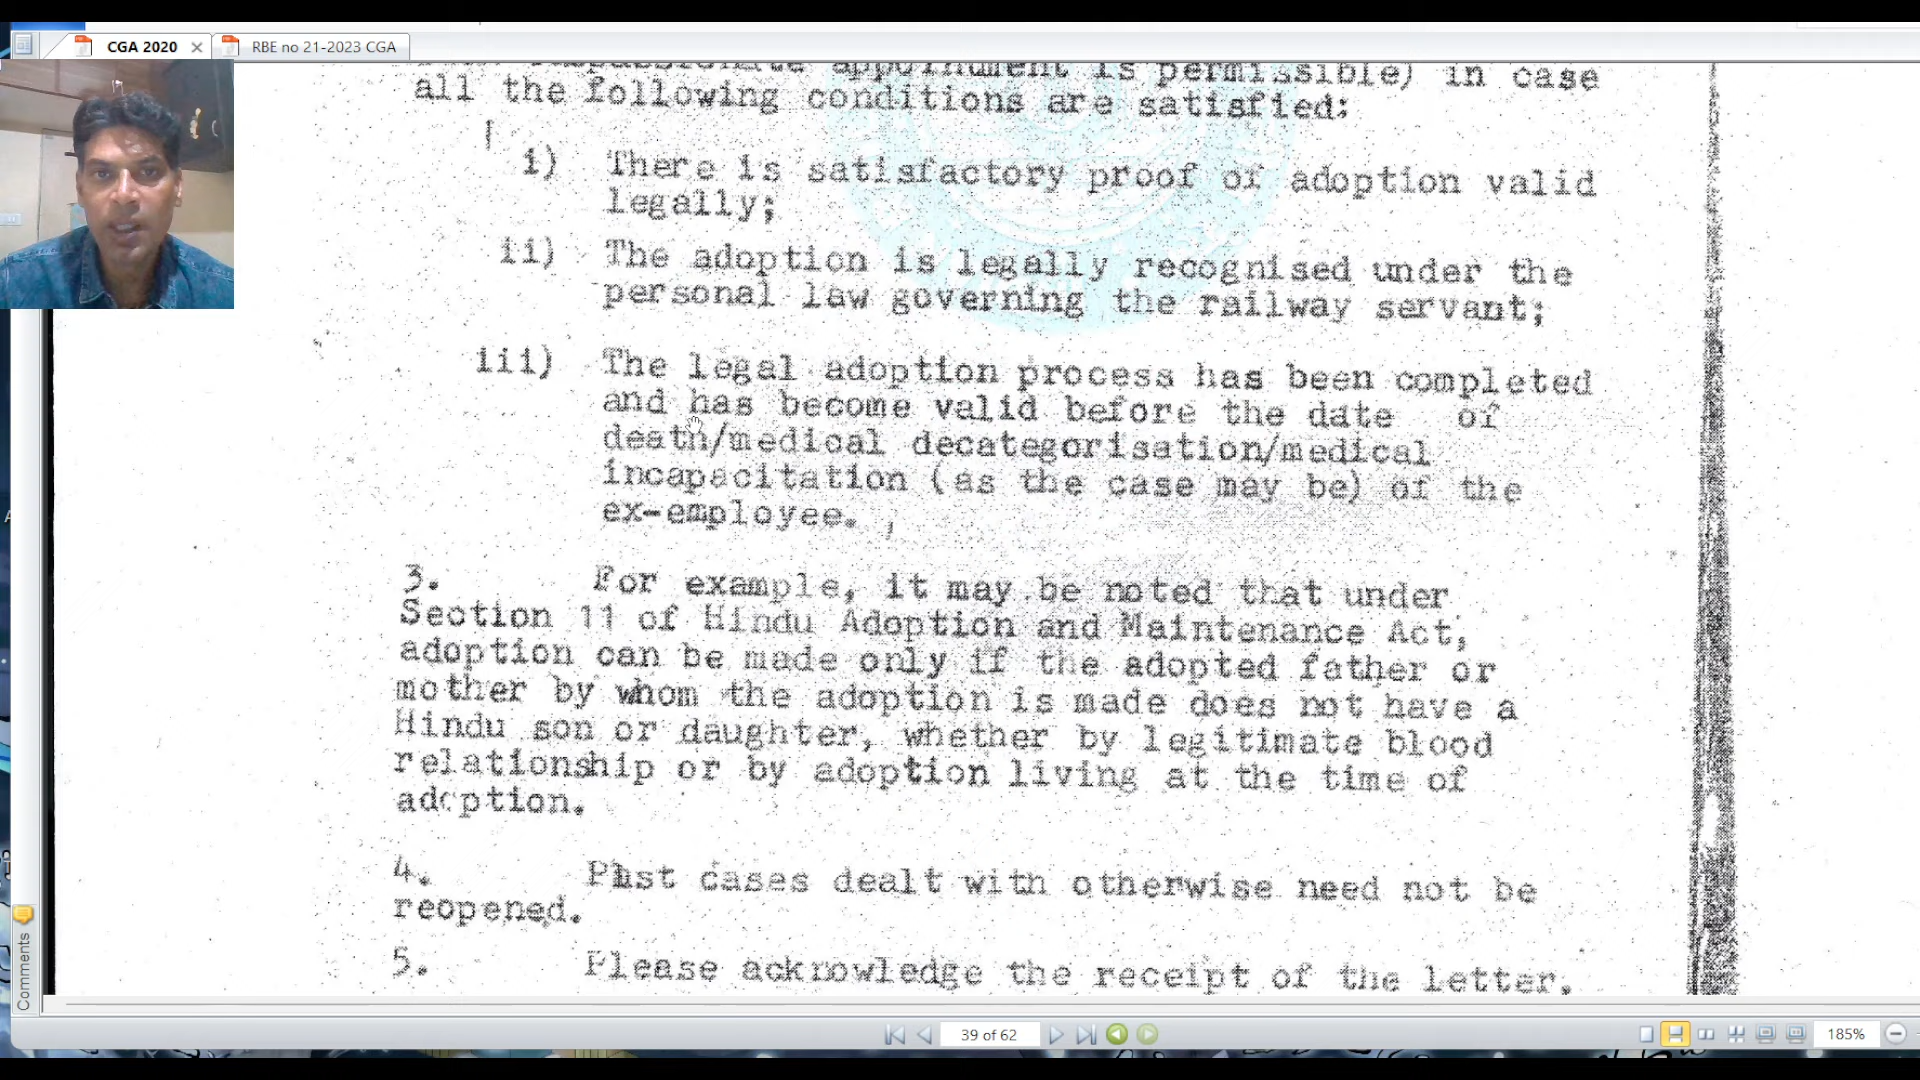 CGA 2020
RBE no 21-2023 CGA
appointment is permissible) in case
all the following conditions are satisfied:
i) There is satisfactory proof of adoption valid
legally;
ii) The adoption is legally recognised under the
personal law governing the railway servant;
iii) The legal adoption process has been completed
and has become valid before the date of
death/medical decategorisation/medical
incapacitation (as the case may be) of the
ex-employee.
3. For example, it may be noted that under
Section 11 of Hindu Adoption and Maintenance Act,
adoption can be made only if the adopted father or
mother by whom the adoption is made does not have a
Hindu son or daughter, whether by legitimate blood
relationship or by adoption living at the time of
adoption.
4. Past cases dealt with otherwise need not be
reopened.
5. Please acknowledge the receipt of the letter.
Comments
39 of 62
185%